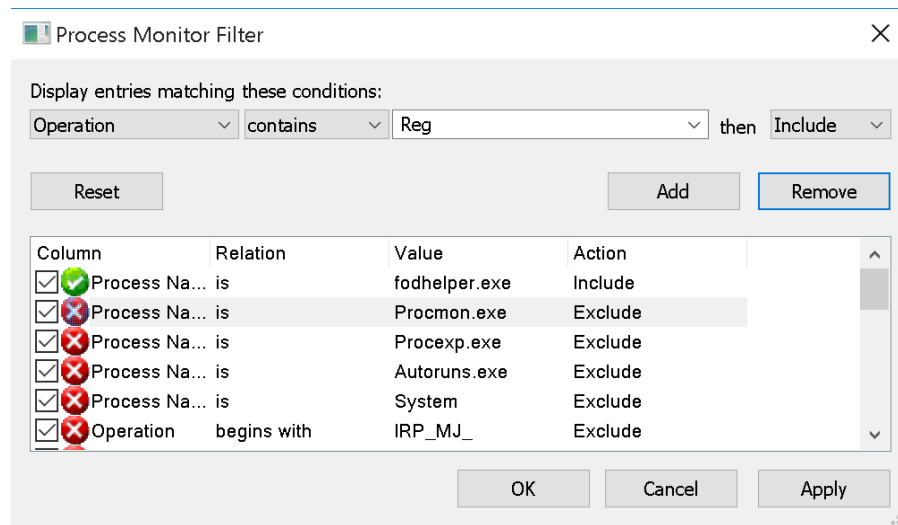 Process Monitor Filter
Display entries matching these conditions:
Operation contains Reg then Include
Reset Add Remove
Column Relation Value Action
Process Na... is fodhelper.exe Include
Process Na... is Procmon.exe Exclude
Process Na... is Procexp.exe Exclude
Process Na... is Autoruns.exe Exclude
Process Na... is System Exclude
Operation begins with IRP_MJ_ Exclude
OK Cancel Apply